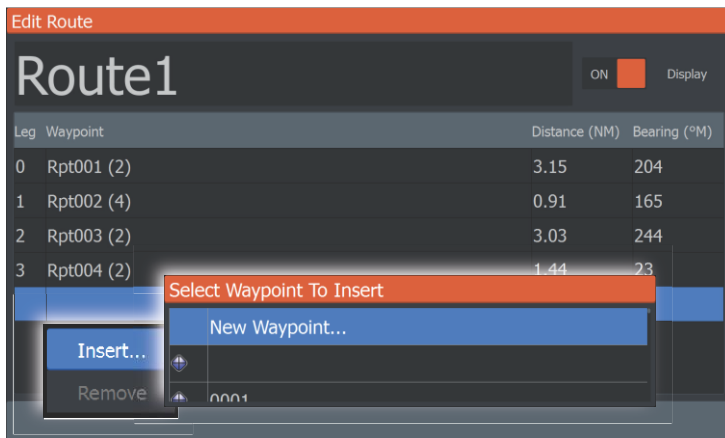 Edit Route
Route1
ON Display
Leg Waypoint Distance (NM) Bearing (°M)
0 Rpt001 (2) 3.15 204
1 Rpt002 (4) 0.91 165
2 Rpt003 (2) 3.03 244
3 Rpt004 (2) 1.44 23
Select Waypoint To Insert
New Waypoint...
Insert...
Remove
0001